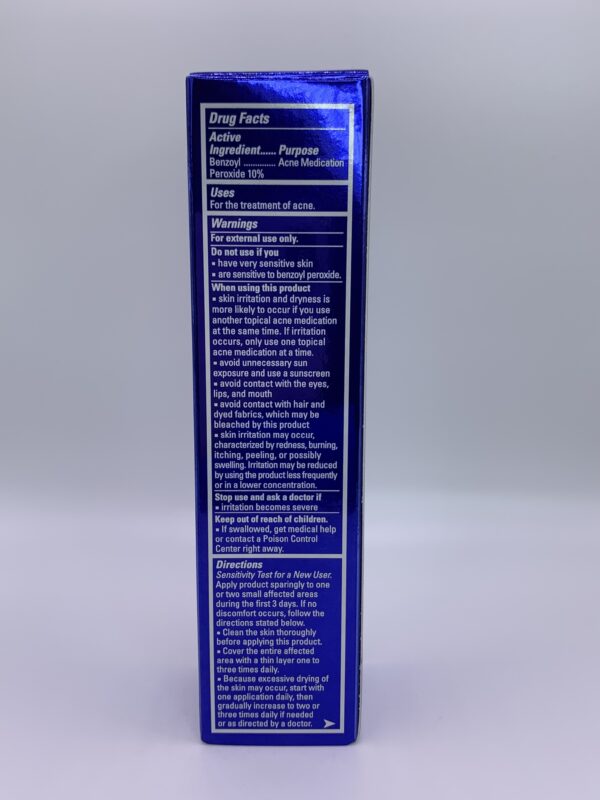 Drug Facts
Active
Ingredient...... Purpose
Benzoyl .............. Acne Medication
Peroxide 10%
Uses
For the treatment of acne.
Warnings
For external use only.
Do not use if you
▪ have very sensitive skin
▪ are sensitive to benzoyl peroxide.
When using this product
▪ skin irritation and dryness is
more likely to occur if you use
another topical acne medication
at the same time. If irritation
occurs, only use one topical
acne medication at a time.
▪ avoid unnecessary sun
exposure and use a sunscreen
▪ avoid contact with the eyes,
lips, and mouth
▪ avoid contact with hair and
dyed fabrics, which may be
bleached by this product
▪ skin irritation may occur,
characterized by redness, burning,
itching, peeling, or possibly
swelling. Irritation may be reduced
by using the product less frequently
or in a lower concentration.
Stop use and ask a doctor if
▪ irritation becomes severe
Keep out of reach of children.
▪ If swallowed, get medical help
or contact a Poison Control
Center right away.
Directions
Sensitivity Test for a New User.
Apply product sparingly to one
or two small affected areas
during the first 3 days. If no
discomfort occurs, follow the
directions stated below.
▪ Clean the skin thoroughly
before applying this product.
▪ Cover the entire affected
area with a thin layer one to
three times daily.
▪ Because excessive drying of
the skin may occur, start with
one application daily, then
gradually increase to two or
three times daily if needed
or as directed by a doctor.